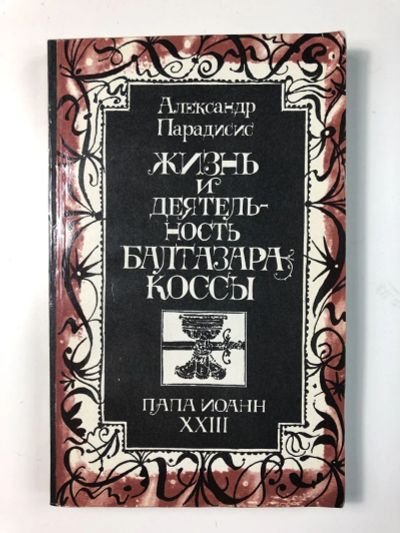 Александр
Парадисис
ЖИЗНЬ
И
ДЕЯТЕЛЬ-
НОСТЬ
БАЛТАЗАРА
КОССЫ
ПАПА ИОАНН
XXIII